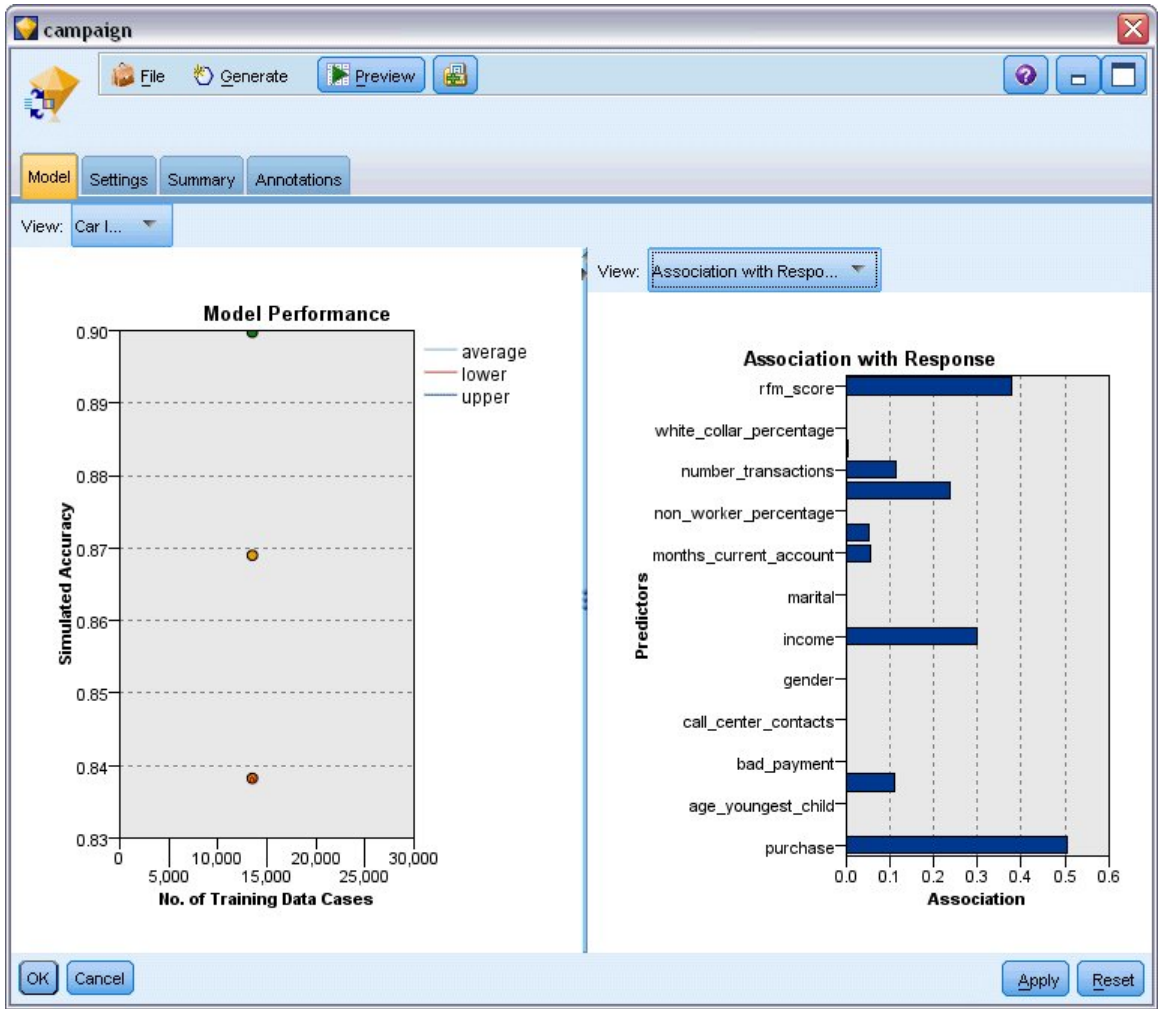 campaign
File Generate Preview
Model Settings Summary Annotations
View: Car l...
Model Performance
0.90
0.89
0.88
0.87
0.86
0.85
0.84
0.83
Simulated Accuracy
0 10,000 20,000 30,000
5,000 15,000 25,000
No. of Training Data Cases
average
lower
upper
View: Association with Respo...
Association with Response
rfm_score
white_collar_percentage
number_transactions
non_worker_percentage
months_current_account
marital
income
gender
call_center_contacts
bad_payment
age_youngest_child
purchase
Predictors
0.0 0.1 0.2 0.3 0.4 0.5 0.6
Association
OK Cancel Apply Reset